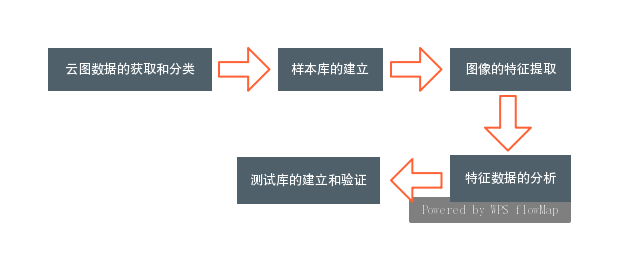 云图数据的获取和分类
样本库的建立
图像的特征提取
特征数据的分析
测试库的建立和验证
Powered by WPS flowMap